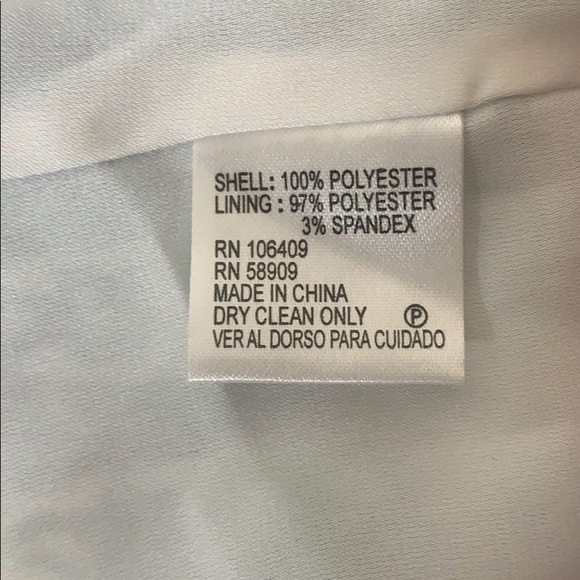 SHELL: 100% POLYESTER
LINING : 97% POLYESTER
3% SPANDEX
RN 106409
RN 58909
MADE IN CHINA
DRY CLEAN ONLY Ⓟ
VER AL DORSO PARA CUIDADO